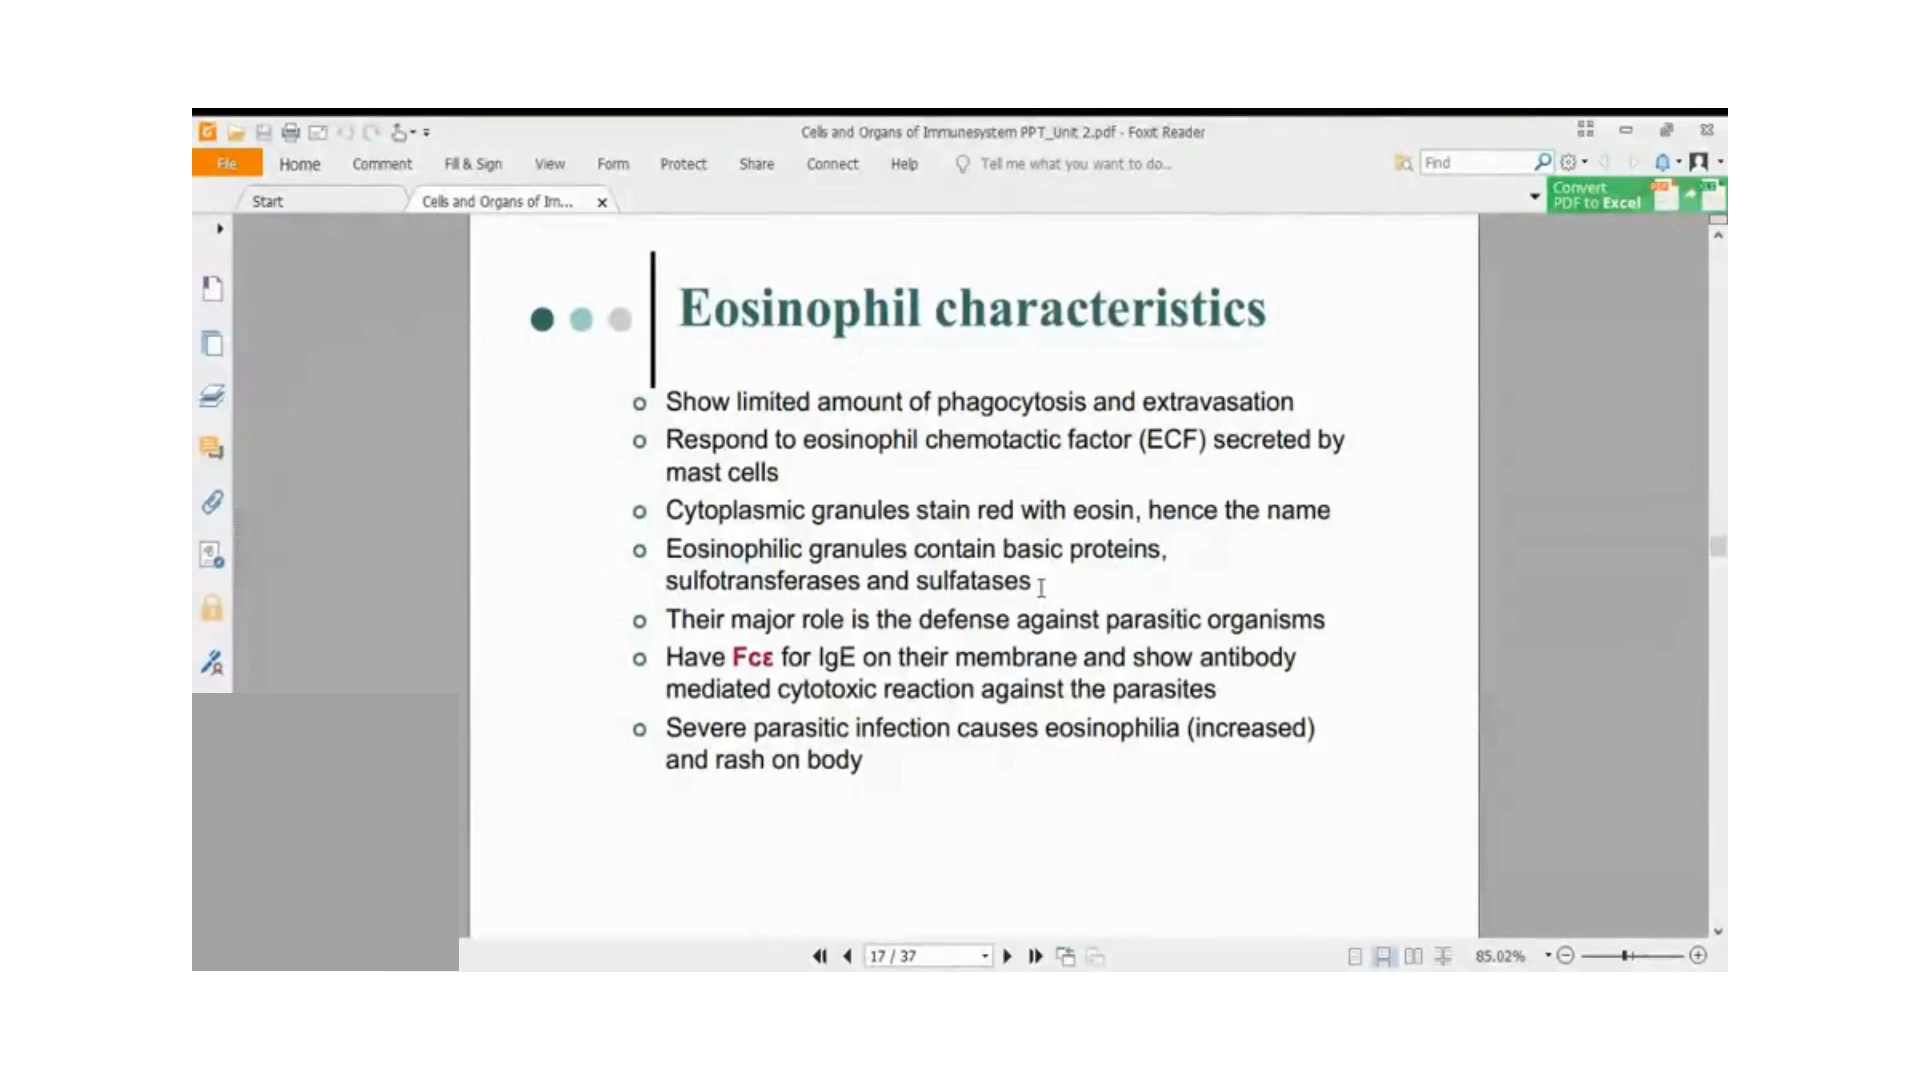 Cells and Organs of Immunesystem PPT_Unit 2.pdf - Foxit Reader
File Home Comment Fill & Sign View Form Protect Share Connect Help Tell me what you want to do... Find
Start Cells and Organs of Im... Convert
PDF to Excel
Eosinophil characteristics
Show limited amount of phagocytosis and extravasation
Respond to eosinophil chemotactic factor (ECF) secreted by
mast cells
Cytoplasmic granules stain red with eosin, hence the name
Eosinophilic granules contain basic proteins,
sulfotransferases and sulfatases
Their major role is the defense against parasitic organisms
Have Fcε for IgE on their membrane and show antibody
mediated cytotoxic reaction against the parasites
Severe parasitic infection causes eosinophilia (increased)
and rash on body
17 / 37 85.02%